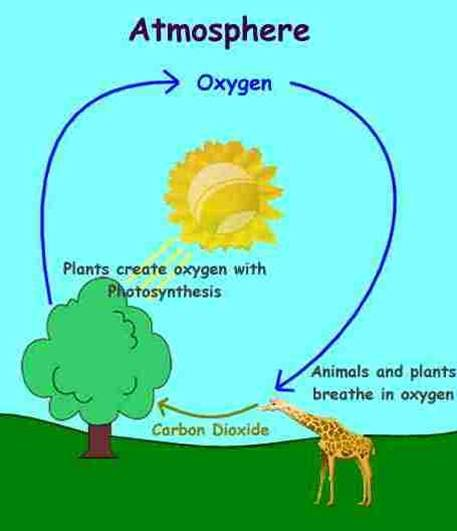 Atmosphere
Oxygen
Plants create oxygen with
Photosynthesis
Animals and plants
breathe in oxygen
Carbon Dioxide